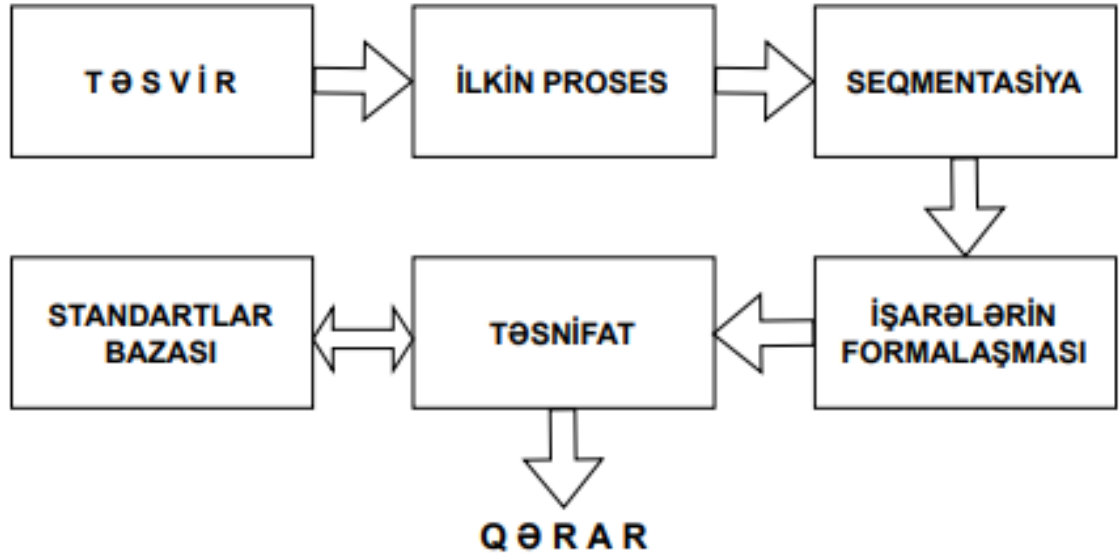 T Ə S V İ R
İLKİN PROSES
SEQMENTASİYA
STANDARTLAR
BAZASI
TƏSNİFAT
İŞARƏLƏRİN
FORMALAŞMASI
Q Ə R A R